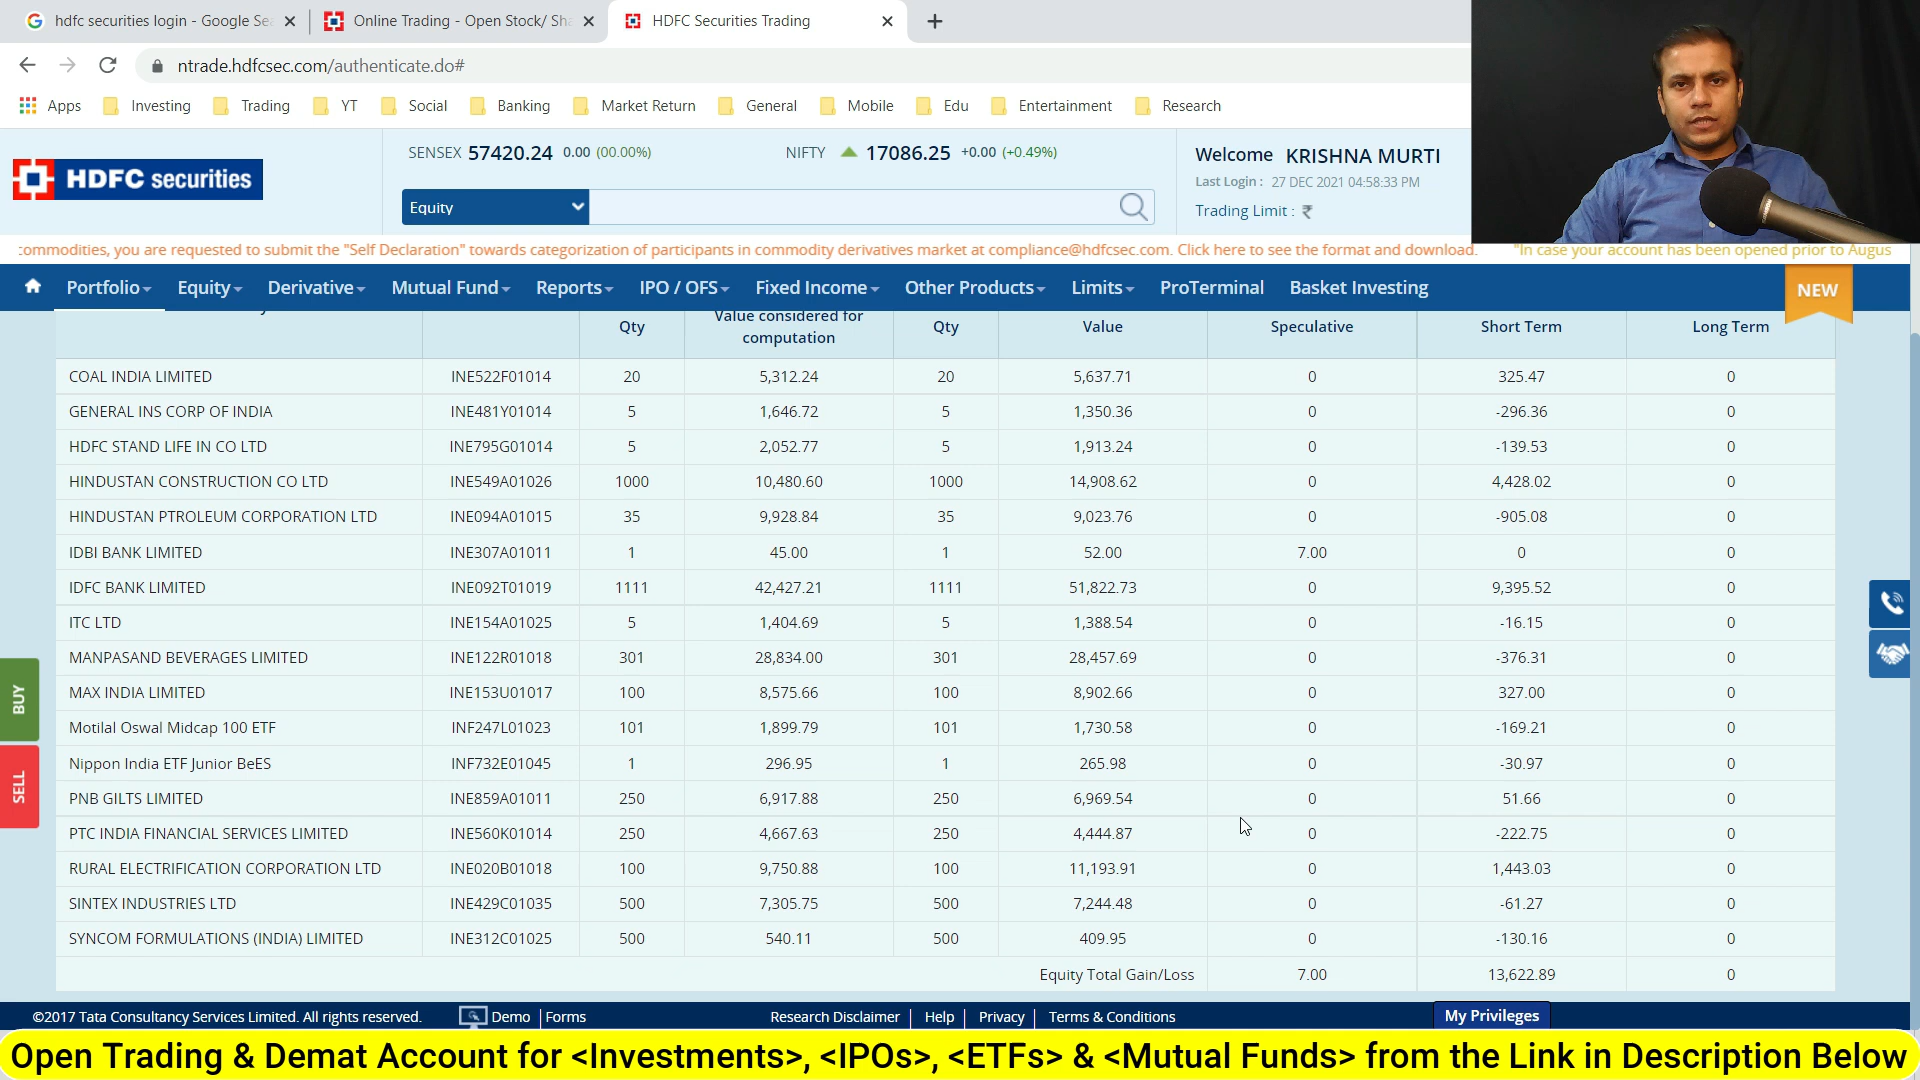 hdfc securities login - Google Se
Online Trading - Open Stock/ Sha
HDFC Securities Trading
ntrade.hdfcsec.com/authenticate.do#
Apps Investing Trading YT Social Banking Market Return General Mobile Edu Entertainment Research
HDFC securities
SENSEX 57420.24 0.00 (00.00%) NIFTY 17086.25 +0.00 (+0.49%)
Equity
Welcome KRISHNA MURTI
Last Login : 27 DEC 2021 04:58:33 PM
Trading Limit : ₹
commodities, you are requested to submit the "Self Declaration" towards categorization of participants in commodity derivatives market at compliance@hdfcsec.com. Click here to see the format and download. "In case your account has been opened prior to Augus
Portfolio Equity Derivative Mutual Fund Reports IPO / OFS Fixed Income Other Products Limits ProTerminal Basket Investing NEW
Qty Value considered for computation Qty Value Speculative Short Term Long Term
COAL INDIA LIMITED INE522F01014 20 5,312.24 20 5,637.71 0 325.47 0
GENERAL INS CORP OF INDIA INE481Y01014 5 1,646.72 5 1,350.36 0 -296.36 0
HDFC STAND LIFE IN CO LTD INE795G01014 5 2,052.77 5 1,913.24 0 -139.53 0
HINDUSTAN CONSTRUCTION CO LTD INE549A01026 1000 10,480.60 1000 14,908.62 0 4,428.02 0
HINDUSTAN PTROLEUM CORPORATION LTD INE094A01015 35 9,928.84 35 9,023.76 0 -905.08 0
IDBI BANK LIMITED INE307A01011 1 45.00 1 52.00 7.00 0 0
IDFC BANK LIMITED INE092T01019 1111 42,427.21 1111 51,822.73 0 9,395.52 0
ITC LTD INE154A01025 5 1,404.69 5 1,388.54 0 -16.15 0
MANPASAND BEVERAGES LIMITED INE122R01018 301 28,834.00 301 28,457.69 0 -376.31 0
MAX INDIA LIMITED INE153U01017 100 8,575.66 100 8,902.66 0 327.00 0
Motilal Oswal Midcap 100 ETF INF247L01023 101 1,899.79 101 1,730.58 0 -169.21 0
Nippon India ETF Junior BeES INF732E01045 1 296.95 1 265.98 0 -30.97 0
PNB GILTS LIMITED INE859A01011 250 6,917.88 250 6,969.54 0 51.66 0
PTC INDIA FINANCIAL SERVICES LIMITED INE560K01014 250 4,667.63 250 4,444.87 0 -222.75 0
RURAL ELECTRIFICATION CORPORATION LTD INE020B01018 100 9,750.88 100 11,193.91 0 1,443.03 0
SINTEX INDUSTRIES LTD INE429C01035 500 7,305.75 500 7,244.48 0 -61.27 0
SYNCOM FORMULATIONS (INDIA) LIMITED INE312C01025 500 540.11 500 409.95 0 -130.16 0
Equity Total Gain/Loss 7.00 13,622.89 0
BUY
SELL
©2017 Tata Consultancy Services Limited. All rights reserved. Demo Forms Research Disclaimer Help Privacy Terms & Conditions My Privileges
Open Trading & Demat Account for <Investments>, <IPOs>, <ETFs> & <Mutual Funds> from the Link in Description Below